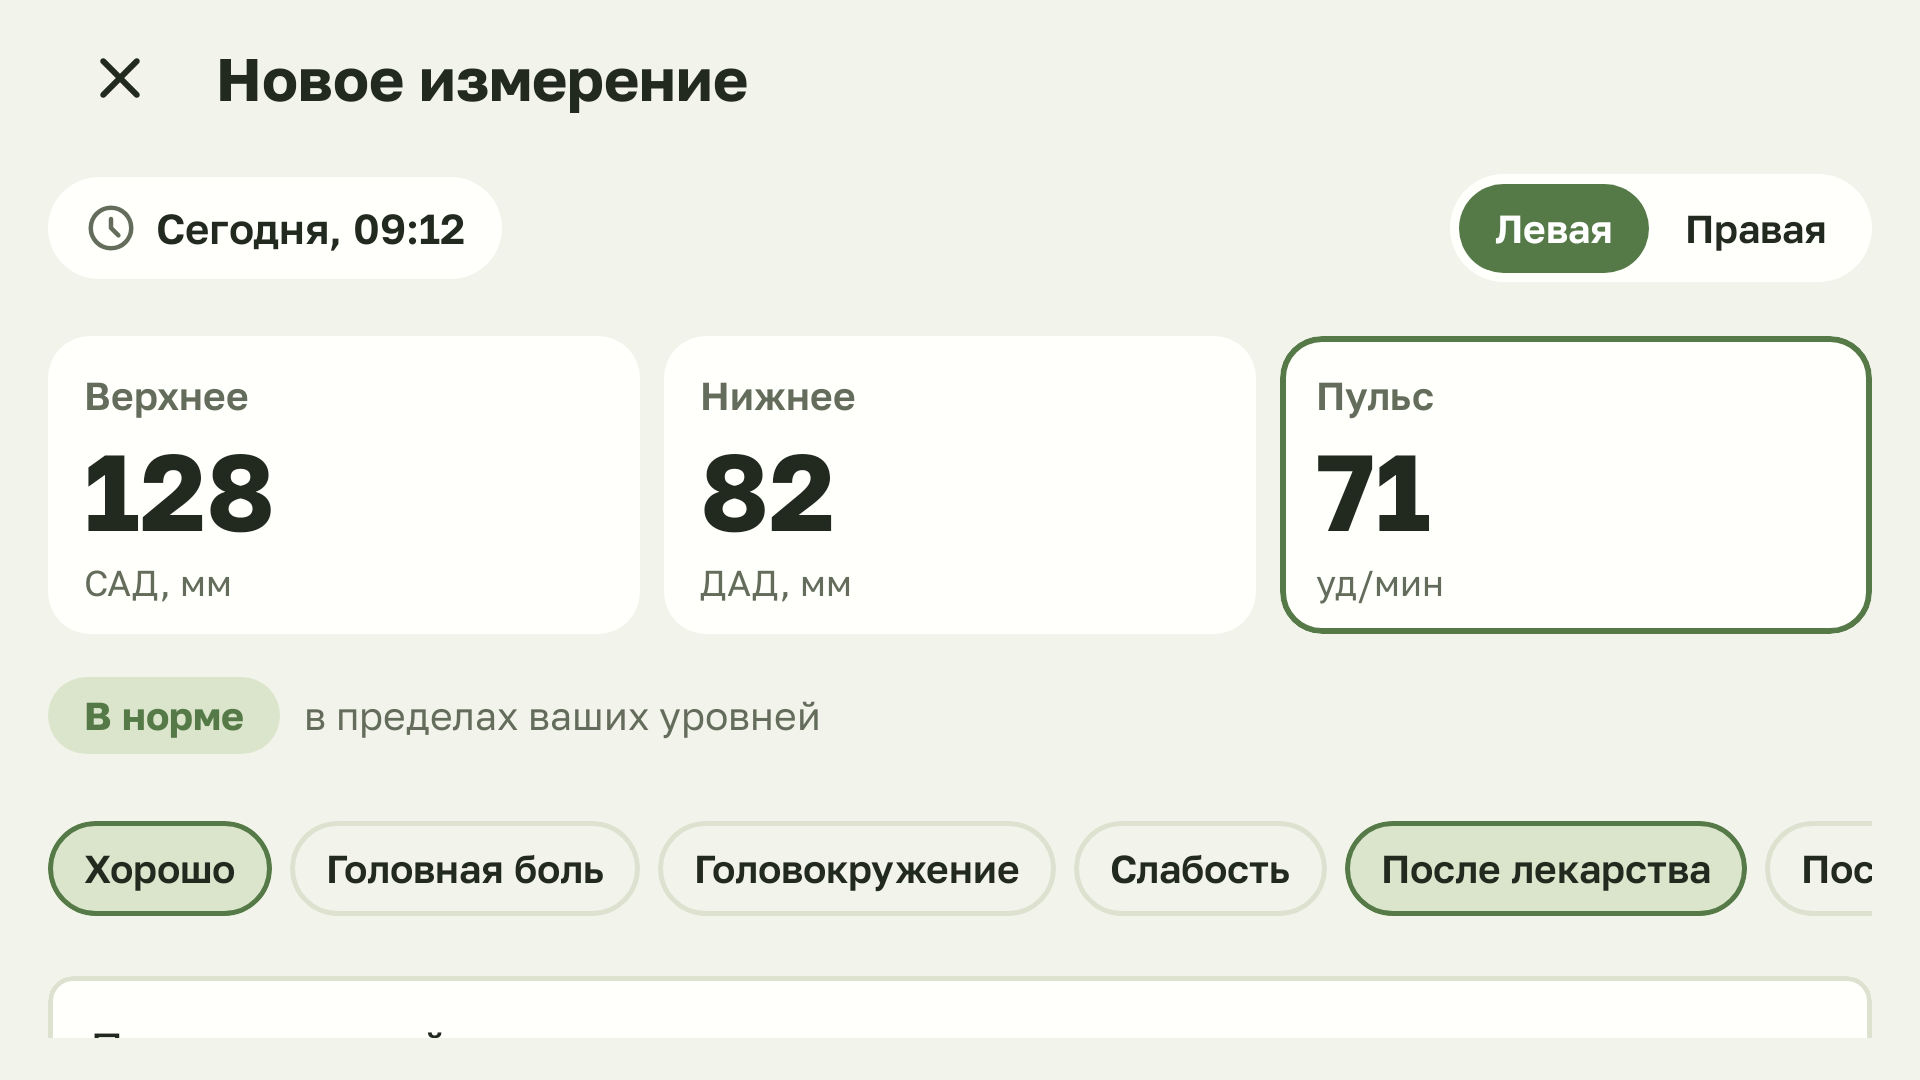 Новое измерение
Сегодня, 09:12
Левая Правая
Верхнее Нижнее Пульс
128 82 71
САД, мм ДАД, мм уд/мин
В норме в пределах ваших уровней
Хорошо Головная боль Головокружение Слабость После лекарства Пос